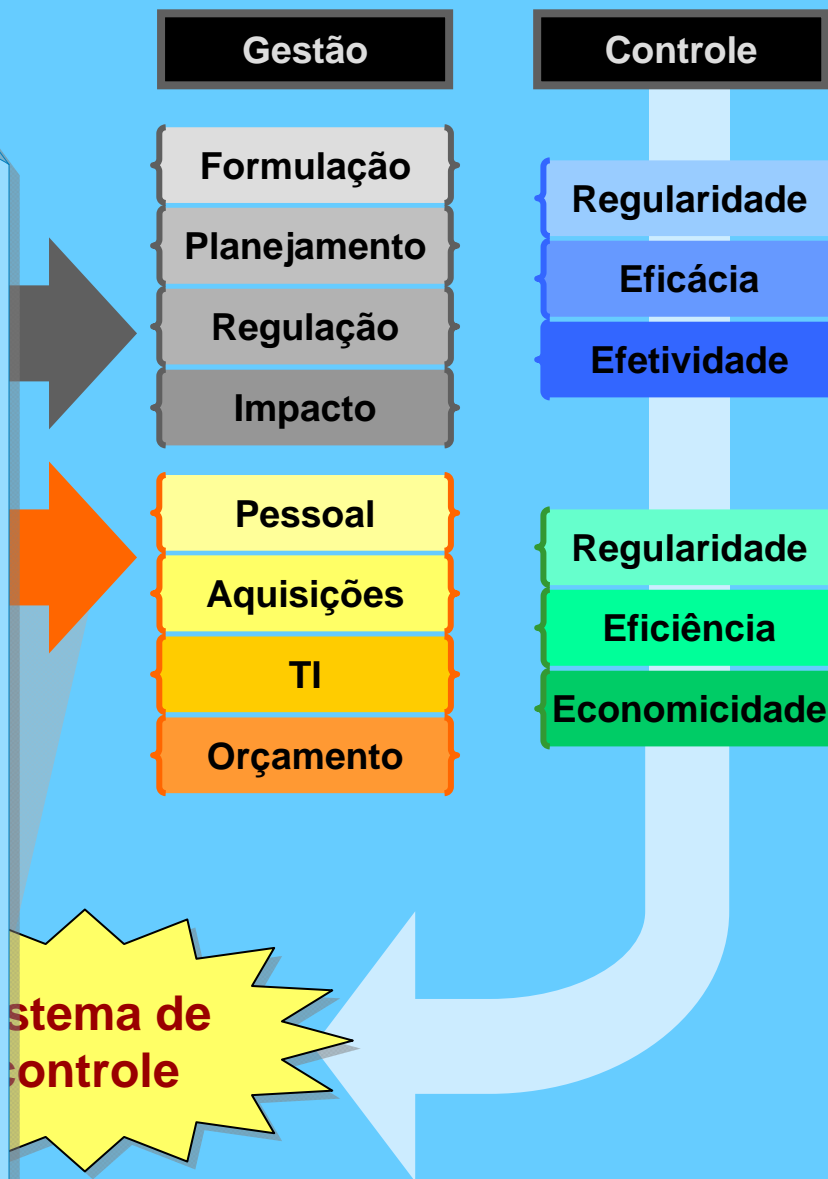 Gestão
Controle
Formulação
Planejamento
Regulação
Impacto
Regularidade
Eficácia
Efetividade
Pessoal
Aquisições
TI
Orçamento
Regularidade
Eficiência
Economicidade
stema de
controle